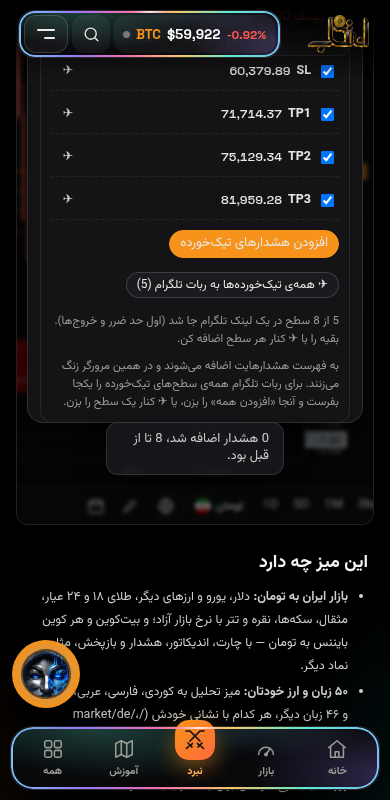 BTC $59,922 -0.92%
SL 60,379.89
TP1 71,714.37
TP2 75,129.34
TP3 81,959.28
افزودن هشدارهای تیک‌خورده
✈ همه‌ی تیک‌خورده‌ها به ربات تلگرام (5)
5 از 8 سطح در یک لینک تلگرام جا شد (اول حد ضرر و خروج‌ها).
بقیه را با ✈ کنار هر سطح اضافه کن.
به فهرست هشدارهایت اضافه می‌شوند و در همین مرورگر زنگ
می‌زنند. برای ربات تلگرام همه‌ی سطح‌های تیک‌خورده را یکجا
بفرست و آنجا «افزودن همه» را بزن، یا ✈ کنار یک سطح را بزن.
0 هشدار اضافه شد، 8 تا از
قبل بود.
تومان 1D 5D 1M
این میز چه دارد
• بازار ایران به تومان: دلار، یورو و ارزهای دیگر، طلای ۱۸ و ۲۴ عیار،
مثقال، سکه‌ها، نقره و تتر با نرخ بازار آزاد؛ و بیت‌کوین و هر کوین
بایننس به تومان — با چارت، اندیکاتور، هشدار و بازپخش، مثل
نماد دیگر.
• ۵۰ زبان و ارز خودتان: میز تحلیل به کوردی، فارسی، عربی،
و ۴۶ زبان دیگر، هر کدام با نشانی خودش (/market/de/،
خانه
بازار
نبرد
آموزش
همه